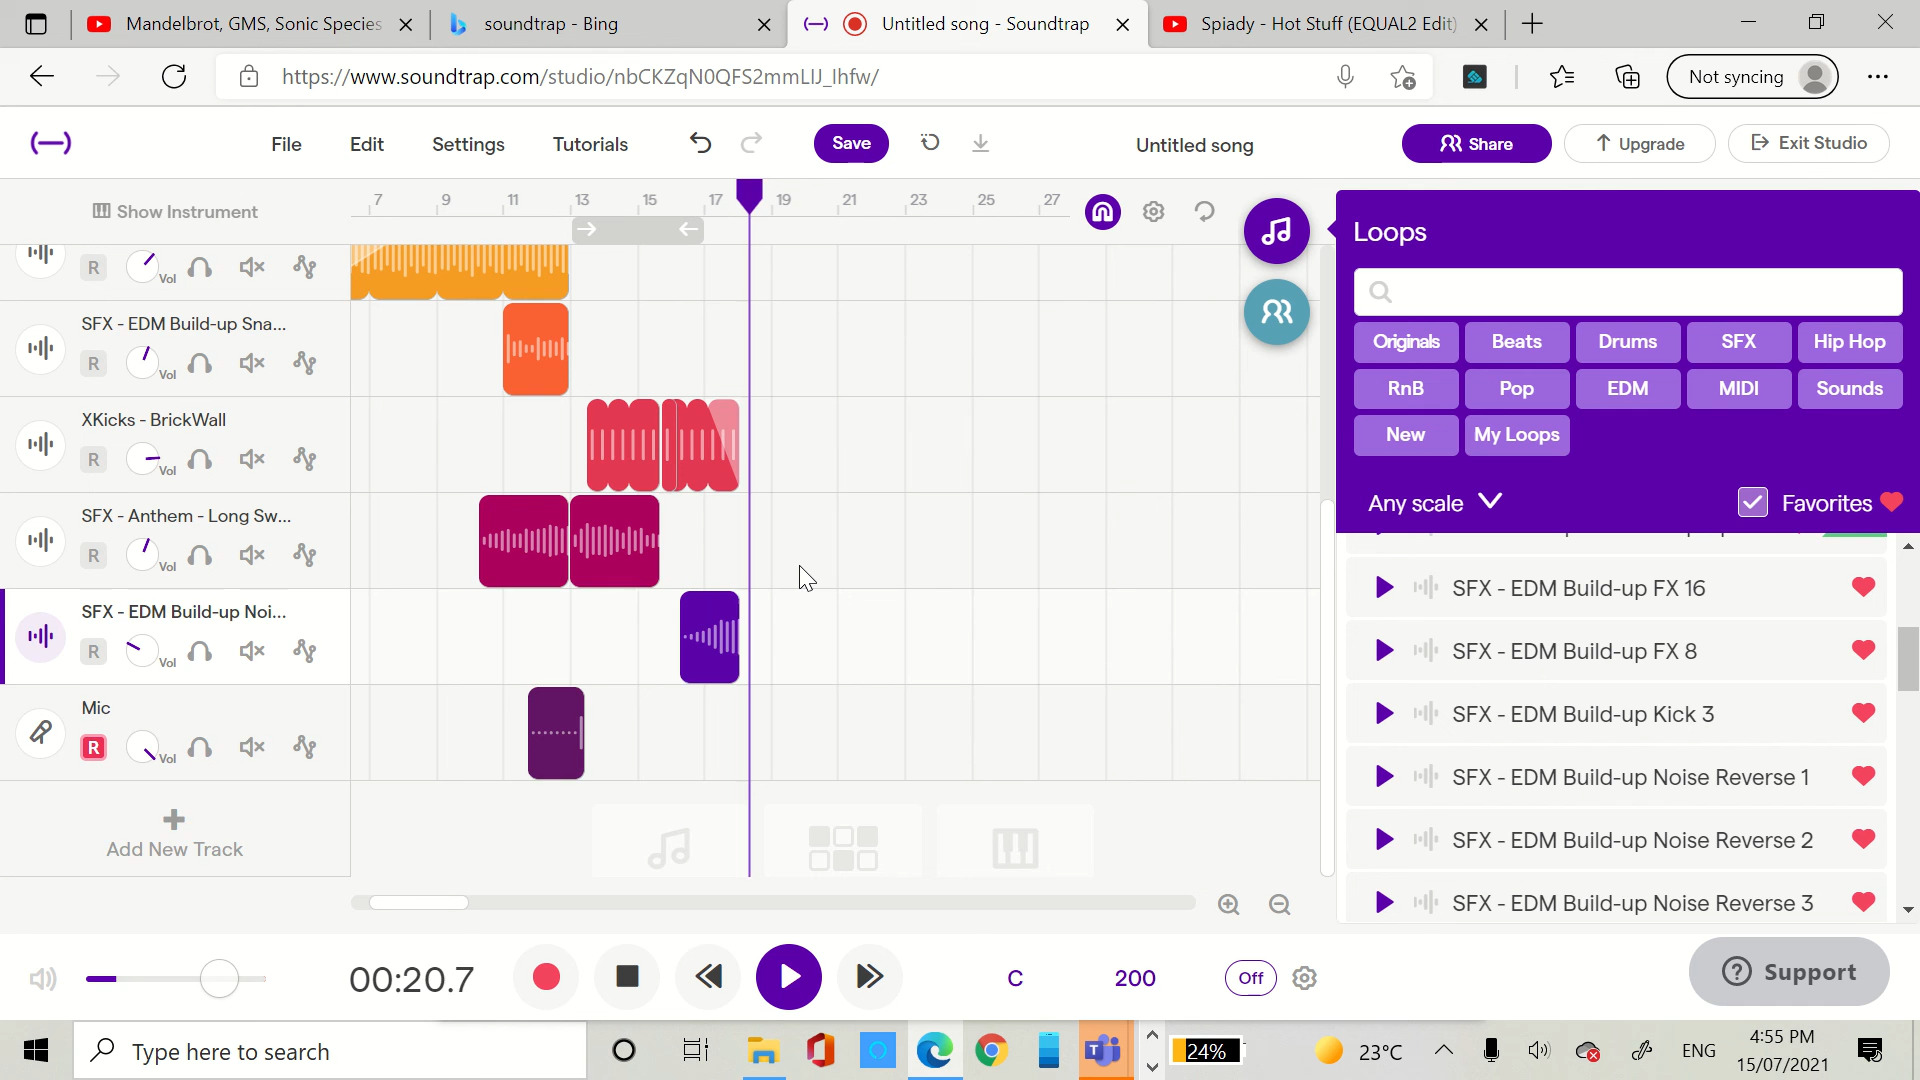 Mandelbrot, GMS, Sonic Species
soundtrap - Bing
Untitled song - Soundtrap
Spiady - Hot Stuff (EQUAL2 Edit)
https://www.soundtrap.com/studio/nbCKZqN0QFS2mmLIJ_Ihfw/
Not syncing
File
Edit
Settings
Tutorials
Save
Untitled song
Share
Upgrade
Exit Studio
Show Instrument
7 9 11 13 15 17 19 21 23 25 27
R Vol
SFX - EDM Build-up Sna...
R Vol
XKicks - BrickWall
R Vol
SFX - Anthem - Long Sw...
R Vol
SFX - EDM Build-up Noi...
R Vol
Mic
R Vol
Add New Track
Loops
Originals Beats Drums SFX Hip Hop
RnB Pop EDM MIDI Sounds
New My Loops
Any scale
Favorites
SFX - EDM Build-up FX 16
SFX - EDM Build-up FX 8
SFX - EDM Build-up Kick 3
SFX - EDM Build-up Noise Reverse 1
SFX - EDM Build-up Noise Reverse 2
SFX - EDM Build-up Noise Reverse 3
00:20.7
C
200
Off
Support
Type here to search
24%
23°C
ENG
4:55 PM
15/07/2021